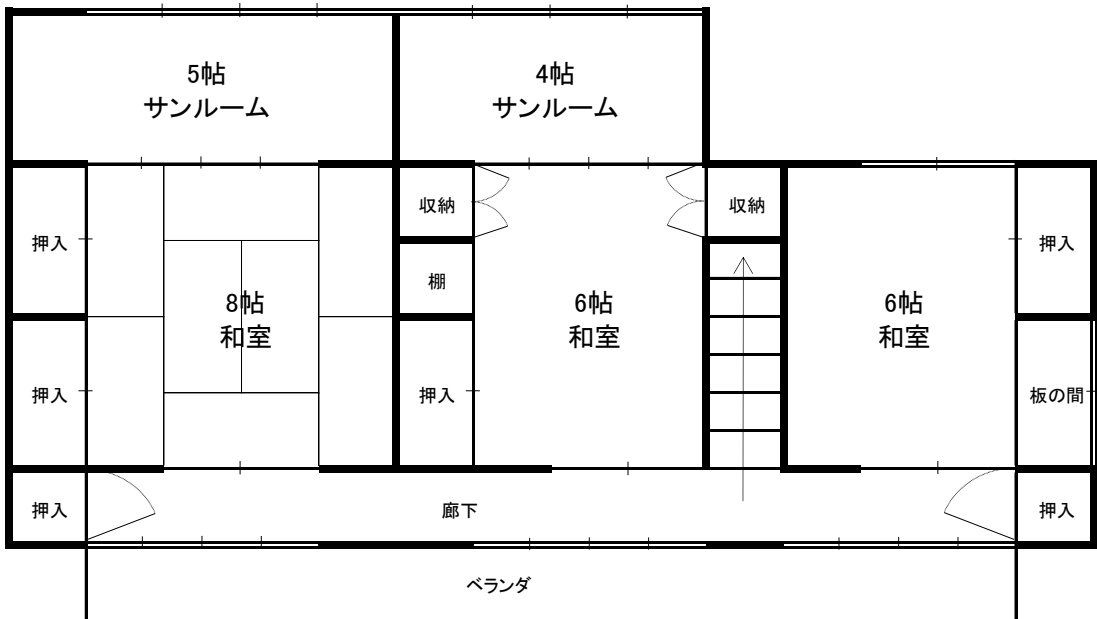 5帖
サンルーム
4帖
サンルーム
収納
収納
押入
押入
棚
8帖
和室
6帖
和室
6帖
和室
押入
押入
板の間
押入
廊下
押入
ベランダ